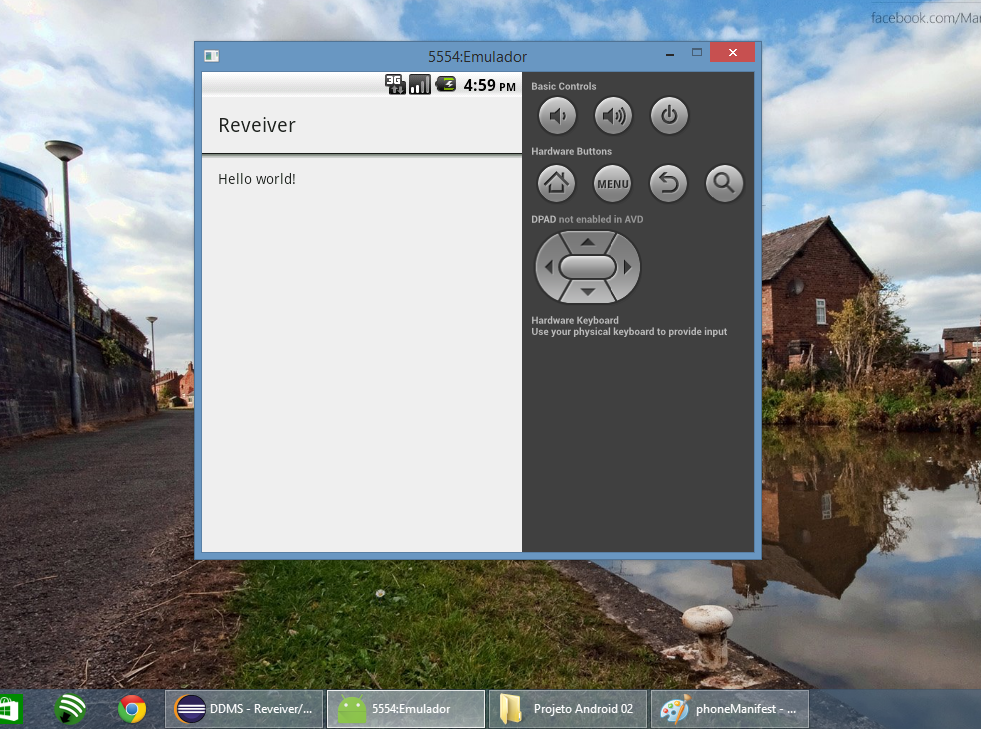 facebook.com/Mar
5554:Emulador
3G
4:59 PM
Reveiver
Hello world!
Basic Controls
Hardware Buttons
MENU
DPAD not enabled in AVD
Hardware Keyboard
Use your physical keyboard to provide input
DDMS - Reveiver/...
5554:Emulador
Projeto Android 02
phoneManifest - ...